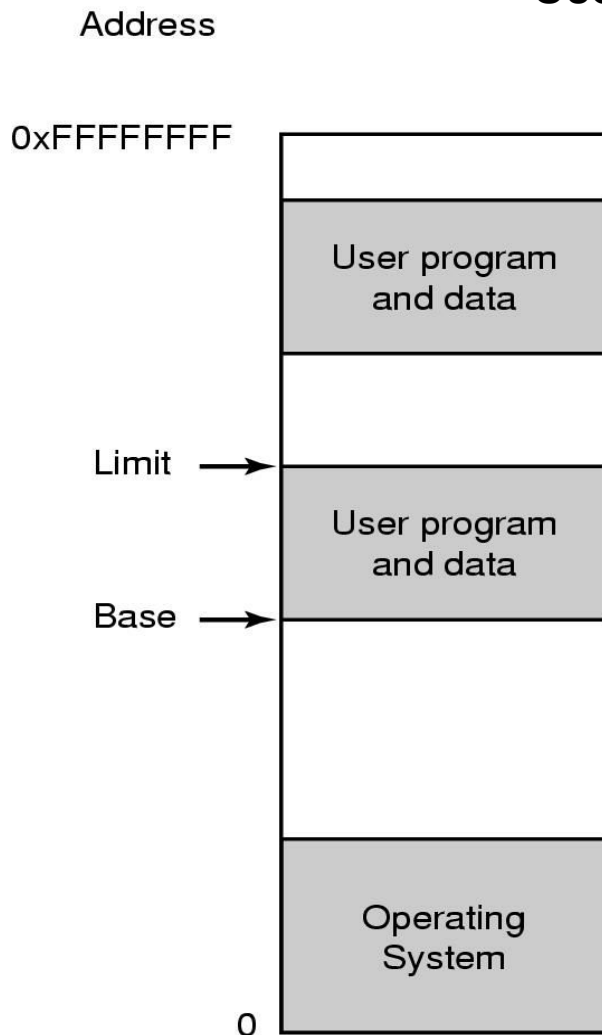 Address
0xFFFFFFFF
User program
and data
Limit
User program
and data
Base
Operating
System
0